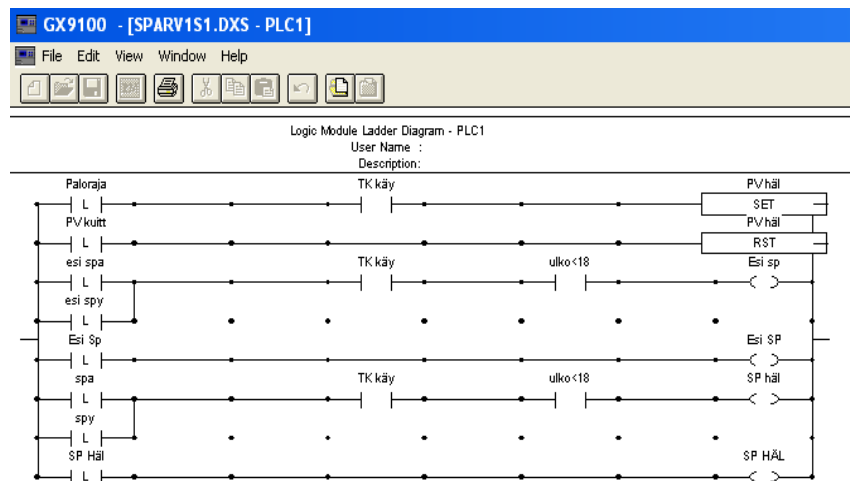 GX9100 - [SPARV1S1.DXS - PLC1]
File Edit View Window Help
Logic Module Ladder Diagram - PLC1
User Name :
Description:
Paloraja TK käy PV häl
L SET
PV kuitt PV häl
L RST
esi spa TK käy ulko<18 Esi sp
L
esi spy
L
Esi Sp Esi SP
L
spa TK käy ulko<18 SP häl
L
spy
L
SP Häl SP HÄL
L